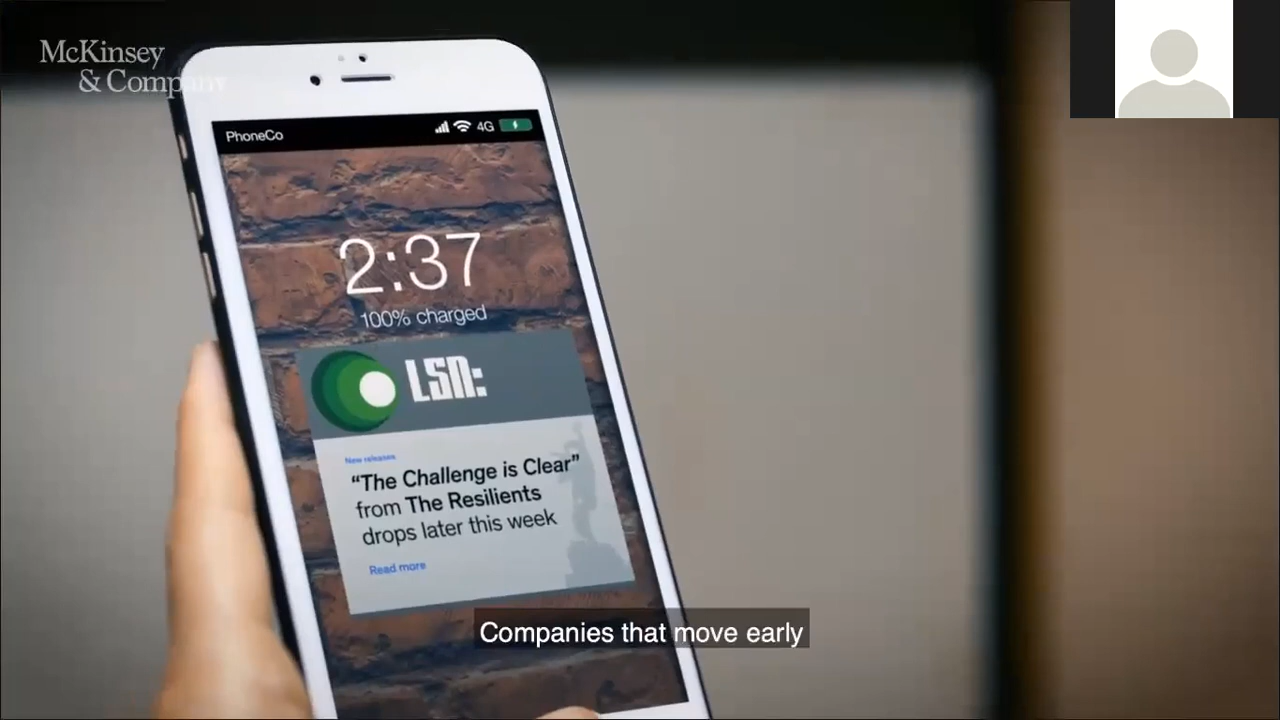 McKinsey
& Company
PhoneCo
4G
2:37
100% charged
LSN:
New releases
“The Challenge is Clear”
from The Resilients
drops later this week
Read more
Companies that move early